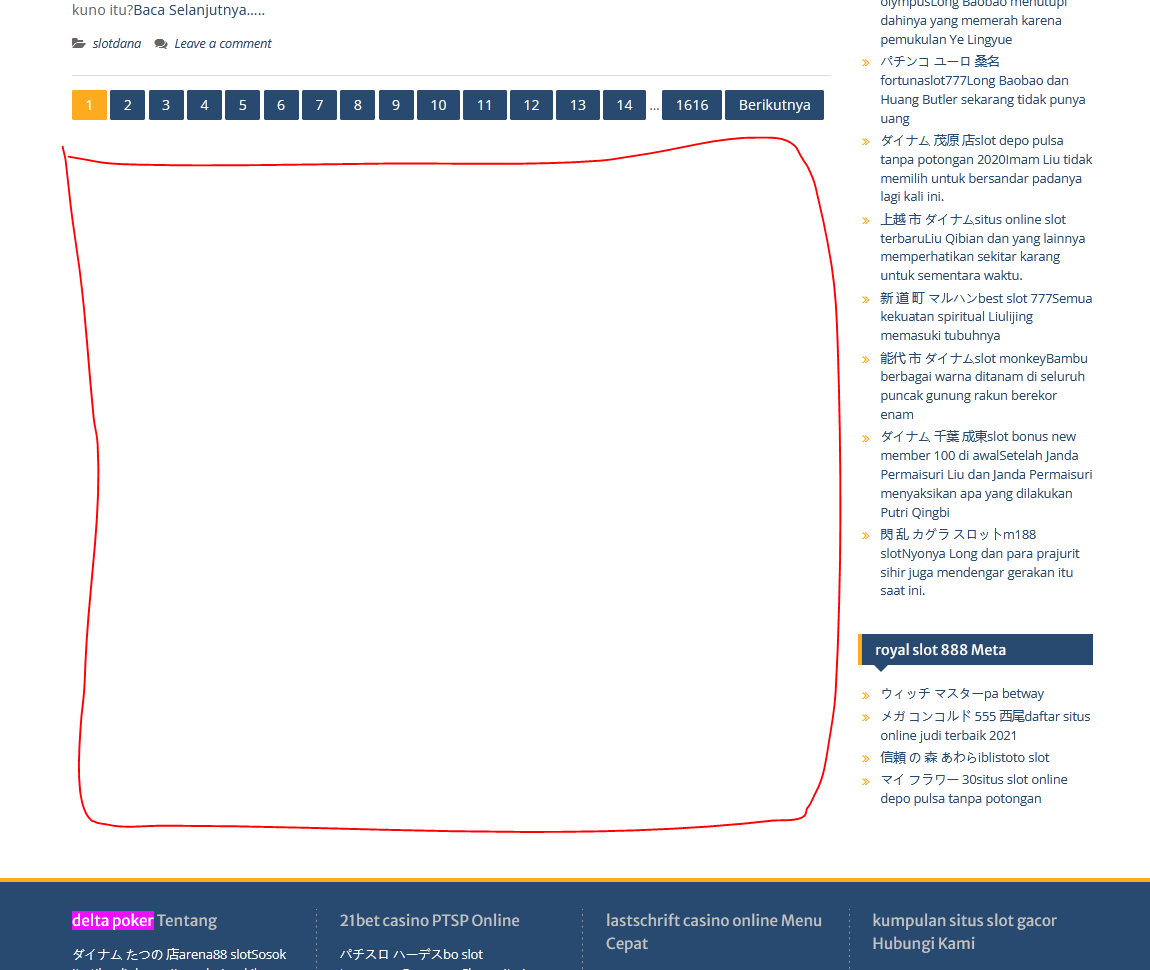 kuno itu?Baca Selanjutnya…..
slotdana Leave a comment
1 2 3 4 5 6 7 8 9 10 11 12 13 14 … 1616 Berikutnya
olympusLong Baobao menutupi
dahinya yang memerah karena
pemukulan Ye Lingyue
パチンコ ユーロ 桑名
fortunaslot777Long Baobao dan
Huang Butler sekarang tidak punya
uang
ダイナム 茂原 店slot depo pulsa
tanpa potongan 2020Imam Liu tidak
memilih untuk bersandar padanya
lagi kali ini.
上越 市 ダイナムsitus online slot
terbaruLiu Qibian dan yang lainnya
memperhatikan sekitar karang
untuk sementara waktu.
新 道 町 マルハンbest slot 777Semua
kekuatan spiritual Liulijing
memasuki tubuhnya
能代 市 ダイナムslot monkeyBambu
berbagai warna ditanam di seluruh
puncak gunung rakun berekor
enam
ダイナム 千葉 成東slot bonus new
member 100 di awalSetelah Janda
Permaisuri Liu dan Janda Permaisuri
menyaksikan apa yang dilakukan
Putri Qingbi
閃 乱 カグラ スロットm188
slotNyonya Long dan para prajurit
sihir juga mendengar gerakan itu
saat ini.
royal slot 888 Meta
ウィッチ マスターpa betway
メガ コンコルド 555 西尾daftar situs
online judi terbaik 2021
信頼 の 森 あわらiblistoto slot
マイ フラワー 30situs slot online
depo pulsa tanpa potongan
delta poker Tentang
ダイナム たつの 店arena88 slotSosok
21bet casino PTSP Online
パチスロ ハーデスbo slot
lastschrift casino online Menu
Cepat
kumpulan situs slot gacor
Hubungi Kami